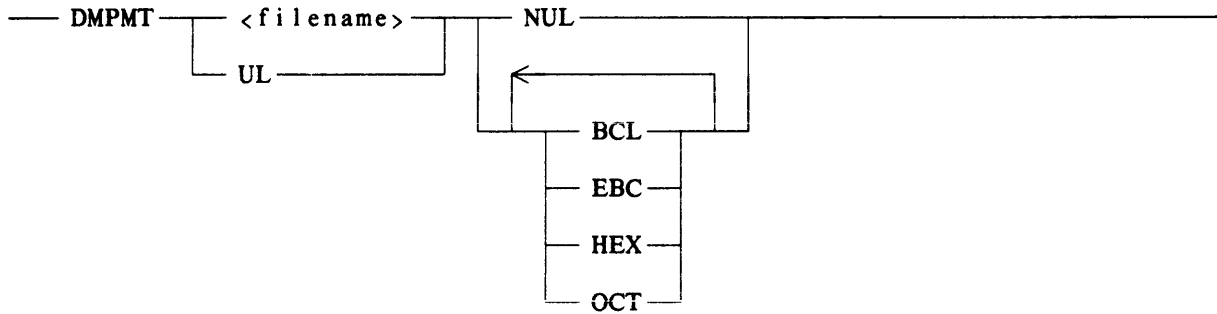 DMPMT <filename> NUL
UL
BCL
EBC
HEX
OCT